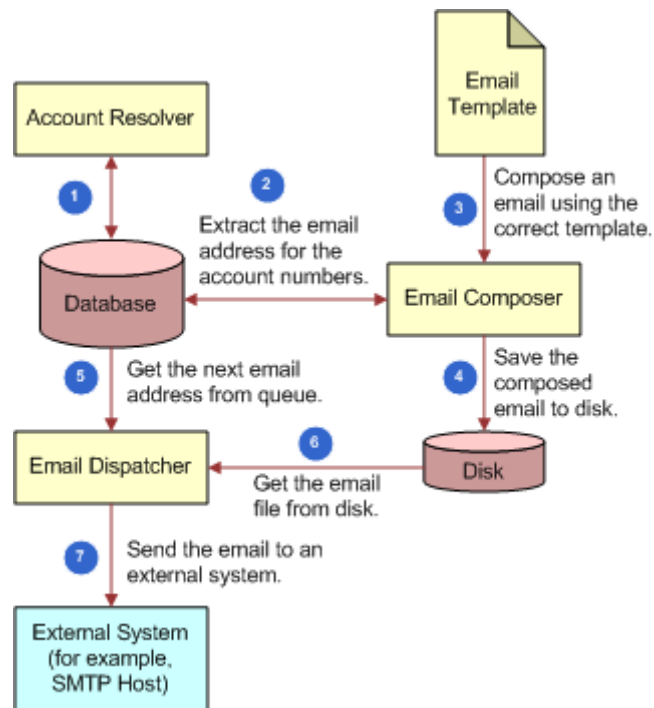 Email
Template
Account Resolver
1
2
Extract the email
address for the
account numbers.
3
Compose an
email using the
correct template.
Database
Email Composer
5
Get the next email
address from queue.
4
Save the
composed
email to disk.
Email Dispatcher
6
Get the email
file from disk.
Disk
7
Send the email to an
external system.
External System
(for example,
SMTP Host)